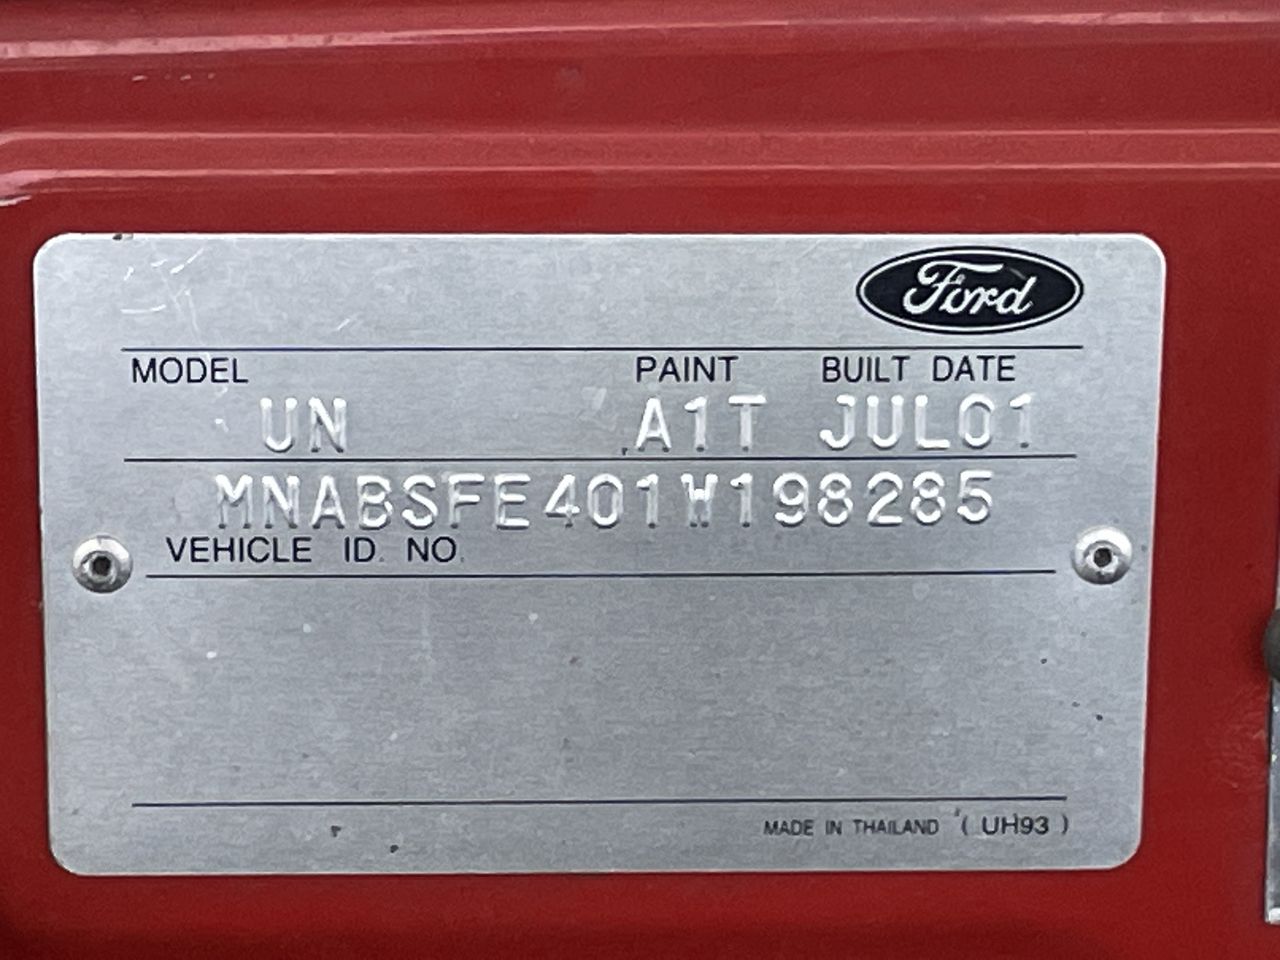 Ford
MODEL PAINT BUILT DATE
UN A1T JUL01
MNABSFE401W198285
VEHICLE ID. NO.
MADE IN THAILAND ( UH93 )